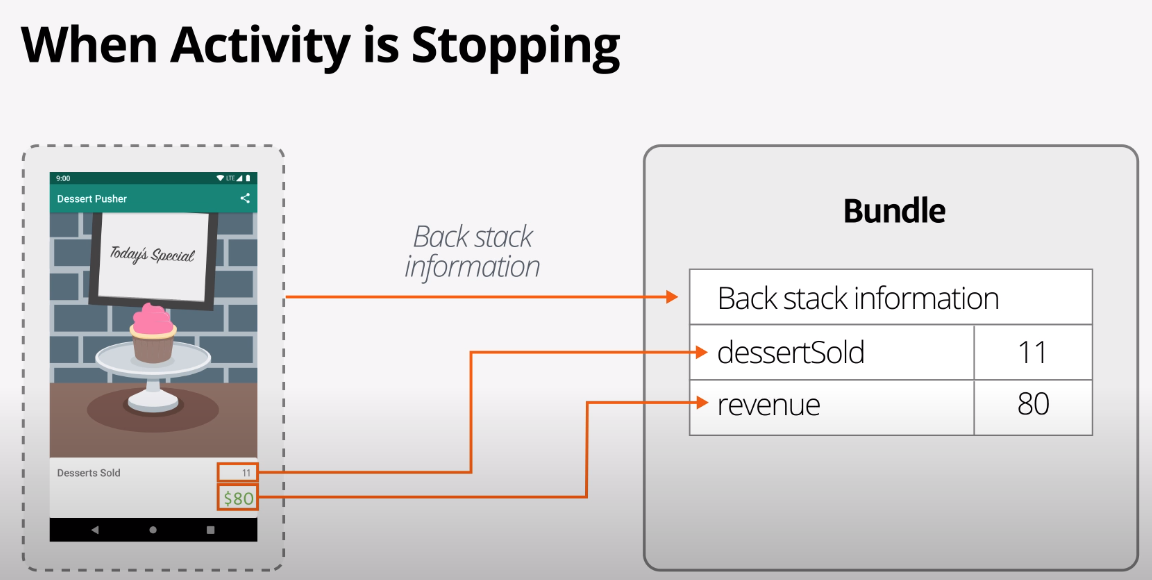 When Activity is Stopping
9:00
LTE
Dessert Pusher
Today's Special
Desserts Sold
11
$80
Back stack
information
Bundle
Back stack information
dessertSold 11
revenue 80